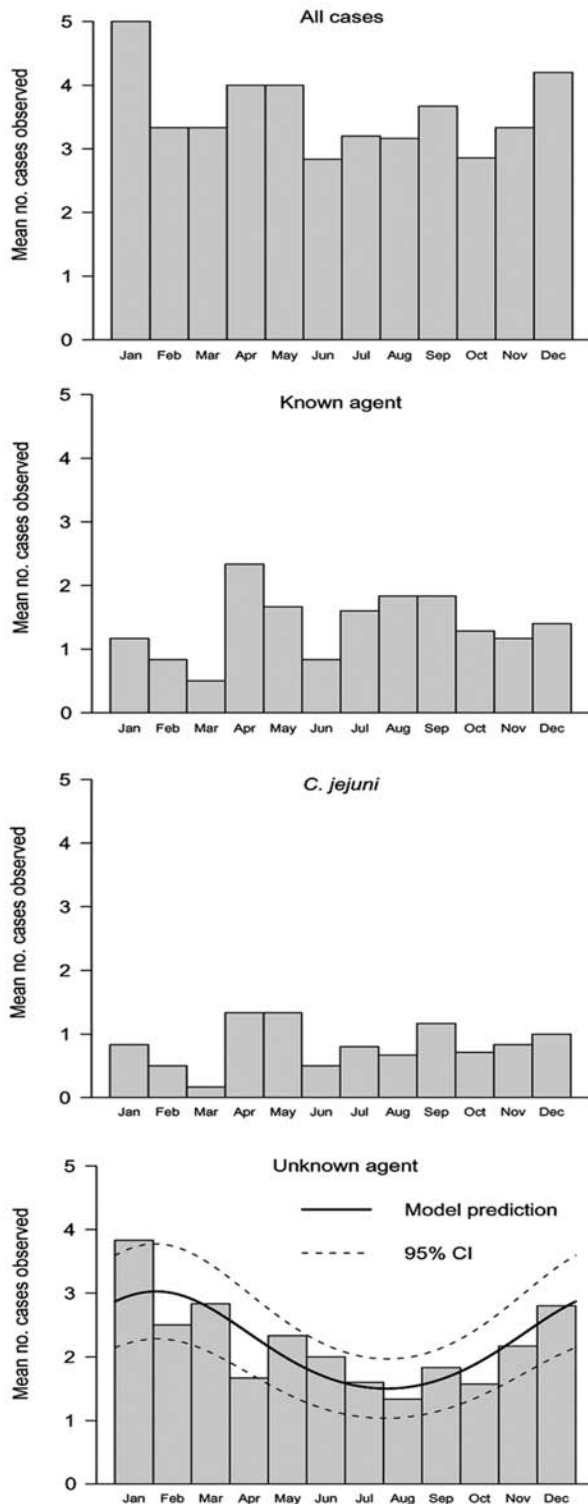 All cases
Mean no. cases observed
5
4
3
2
1
0
Jan Feb Mar Apr May Jun Jul Aug Sep Oct Nov Dec
Known agent
Mean no. cases observed
5
4
3
2
1
0
Jan Feb Mar Apr May Jun Jul Aug Sep Oct Nov Dec
C. jejuni
Mean no. cases observed
5
4
3
2
1
0
Jan Feb Mar Apr May Jun Jul Aug Sep Oct Nov Dec
Unknown agent
Model prediction
95% CI
Mean no. cases observed
5
4
3
2
1
0
Jan Feb Mar Apr May Jun Jul Aug Sep Oct Nov Dec